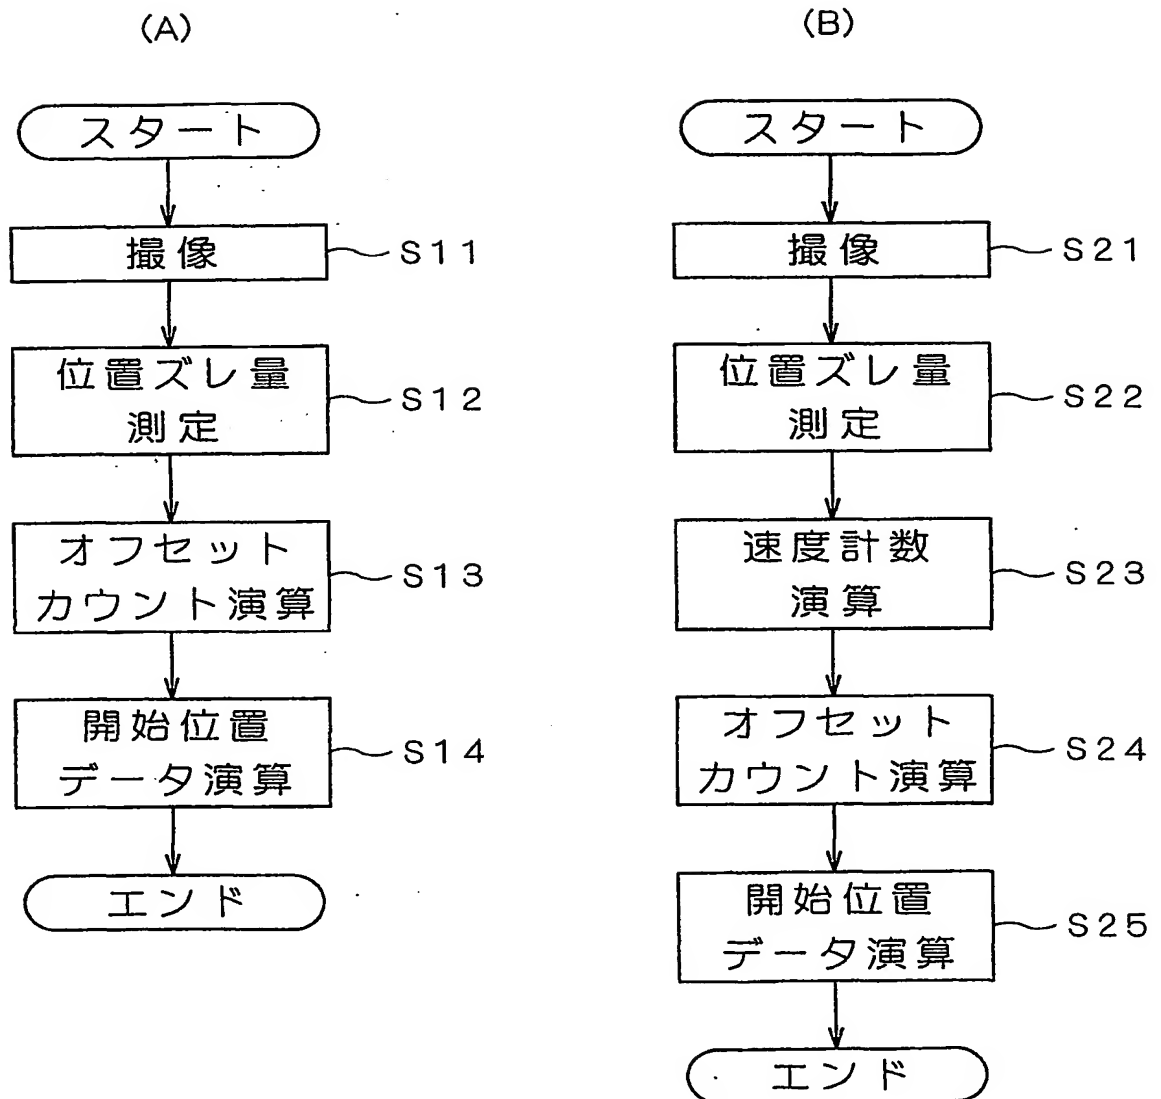 (A)
スタート
撮像
S11
位置ズレ量
測定
S12
オフセット
カウント演算
S13
開始位置
データ演算
S14
エンド
(B)
スタート
撮像
S21
位置ズレ量
測定
S22
速度計数
演算
S23
オフセット
カウント演算
S24
開始位置
データ演算
S25
エンド